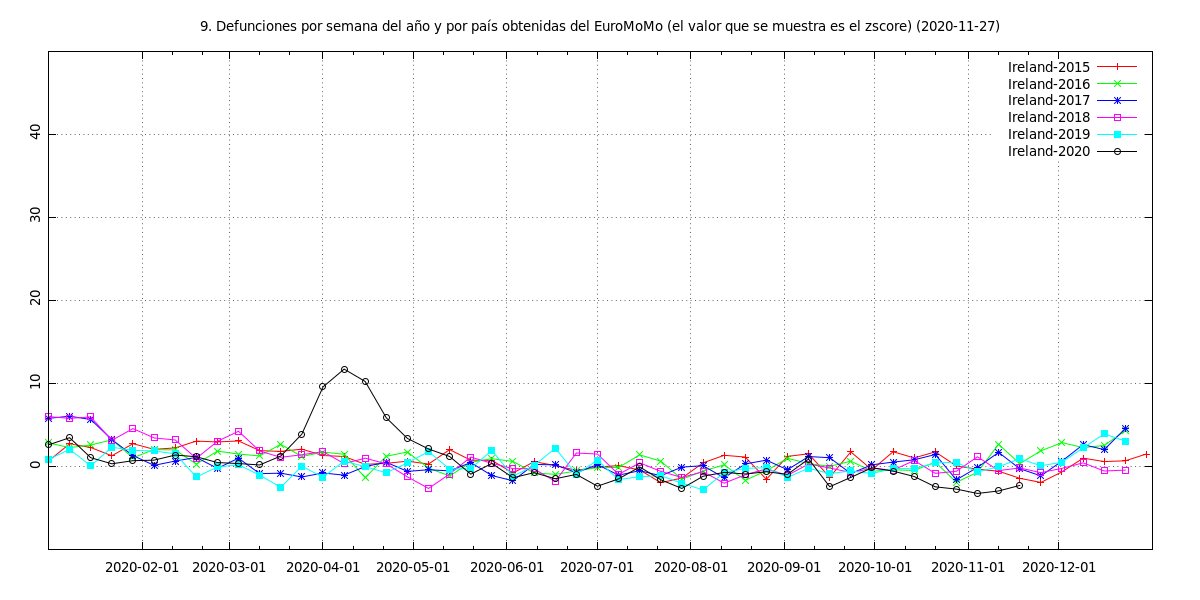 9. Defunciones por semana del año y por país obtenidas del EuroMoMo (el valor que se muestra es el zscore) (2020-11-27)
Ireland-2015
Ireland-2016
Ireland-2017
Ireland-2018
Ireland-2019
Ireland-2020
40
30
20
10
0
2020-02-01 2020-03-01 2020-04-01 2020-05-01 2020-06-01 2020-07-01 2020-08-01 2020-09-01 2020-10-01 2020-11-01 2020-12-01